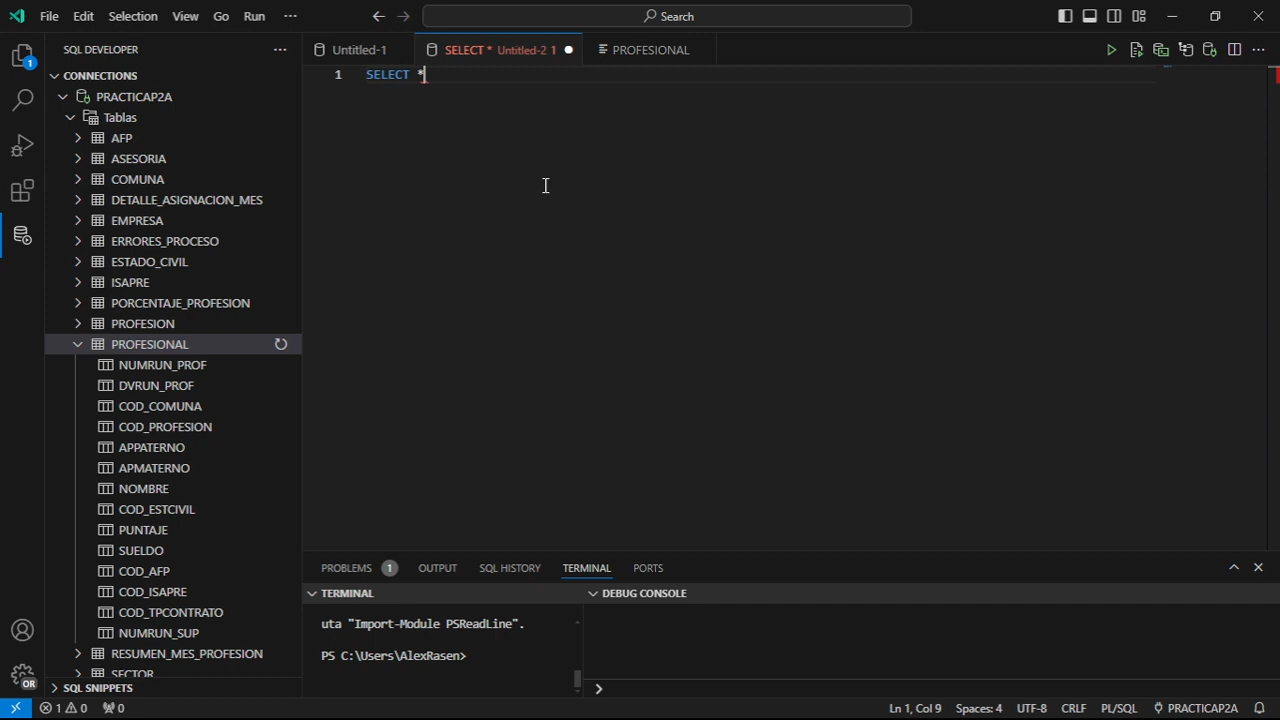 File Edit Selection View Go Run ··· Search
SQL DEVELOPER ···
Untitled-1
SELECT * Untitled-2 1
PROFESIONAL
···
1
CONNECTIONS
PRACTICAP2A
Tablas
AFP
ASESORIA
COMUNA
DETALLE_ASIGNACION_MES
EMPRESA
ERRORES_PROCESO
ESTADO_CIVIL
ISAPRE
PORCENTAJE_PROFESION
PROFESION
PROFESIONAL
NUMRUN_PROF
DVRUN_PROF
COD_COMUNA
COD_PROFESION
APPATERNO
APMATERNO
NOMBRE
COD_ESTCIVIL
PUNTAJE
SUELDO
COD_AFP
COD_ISAPRE
COD_TPCONTRATO
NUMRUN_SUP
RESUMEN_MES_PROFESION
SECTOR
SQL SNIPPETS
OR
1 SELECT *
PROBLEMS 1 OUTPUT SQL HISTORY TERMINAL PORTS
TERMINAL
DEBUG CONSOLE
uta "Import-Module PSReadLine".
PS C:\Users\AlexRasen>
1 0 0 Ln 1, Col 9 Spaces: 4 UTF-8 CRLF PL/SQL PRACTICAP2A